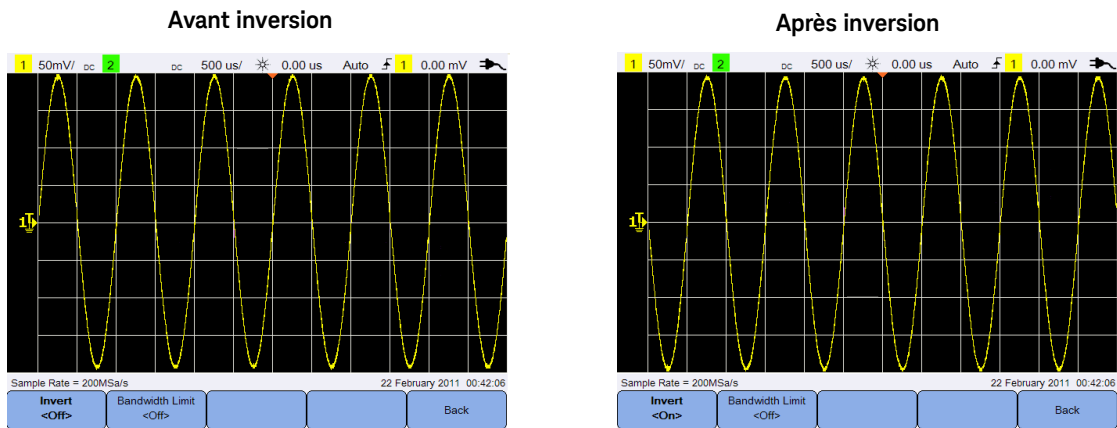 Avant inversion
1 50mV/ DC 2 DC 500 us/ 0.00 us Auto 1 0.00 mV
1
Sample Rate = 200MSa/s 22 February 2011 00:42:06
Invert
<Off>
Bandwidth Limit
<Off>
Back
Après inversion
1 50mV/ DC 2 DC 500 us/ 0.00 us Auto 1 0.00 mV
1
Sample Rate = 200MSa/s 22 February 2011 00:42:06
Invert
<On>
Bandwidth Limit
<Off>
Back